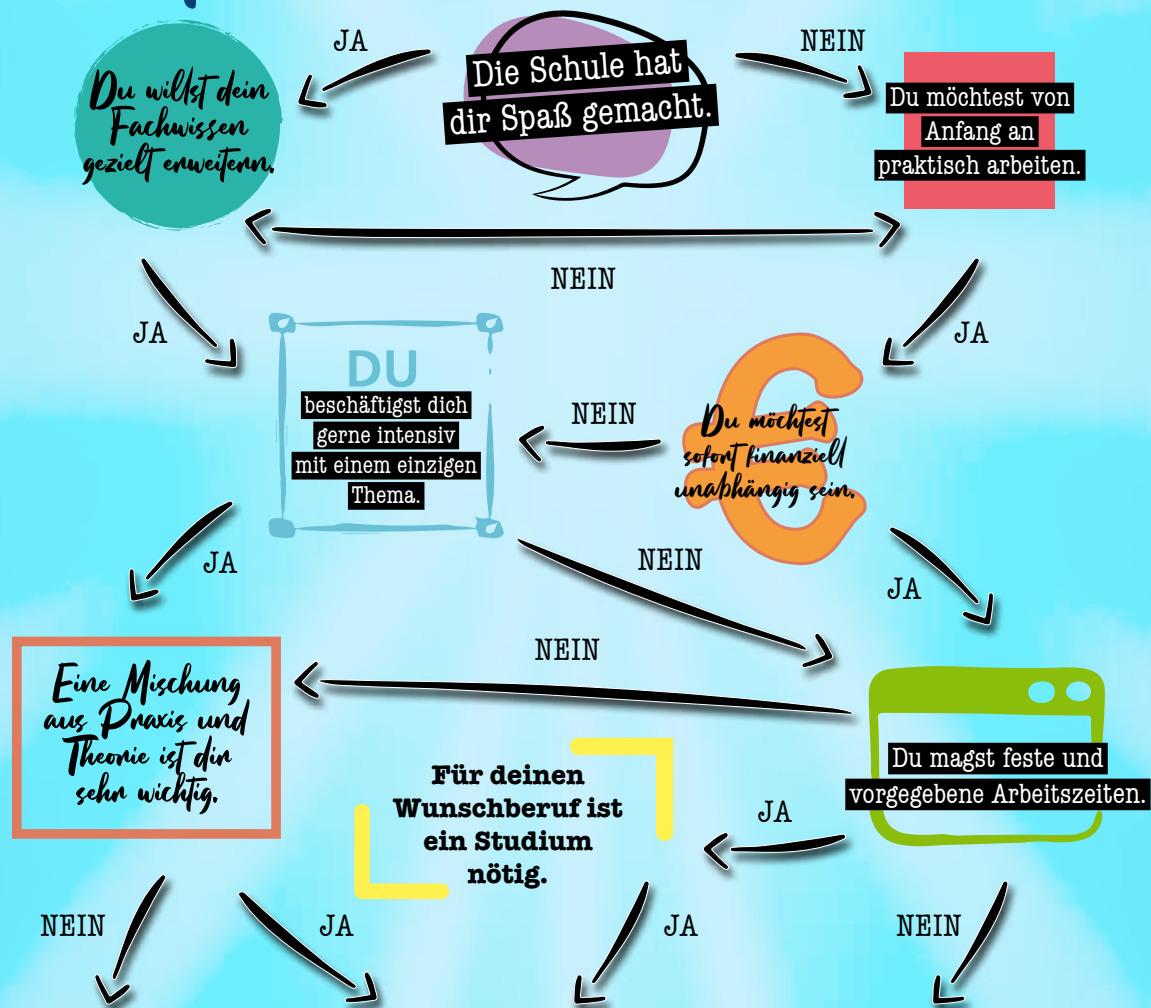 JA
NEIN
Die Schule hat
dir Spaß gemacht.
Du willst dein
Fachwissen
gezielt erweitern.
Du möchtest von
Anfang an
praktisch arbeiten.
NEIN
JA
JA
DU
beschäftigst dich
gerne intensiv
mit einem einzigen
Thema.
NEIN
Du möchtest
sofort finanziell
unabhängig sein.
JA
NEIN
JA
NEIN
Eine Mischung
aus Praxis und
Theorie ist dir
sehr wichtig.
Für deinen
Wunschberuf ist
ein Studium
nötig.
JA
Du magst feste und
vorgegebene Arbeitszeiten.
NEIN
JA
JA
NEIN